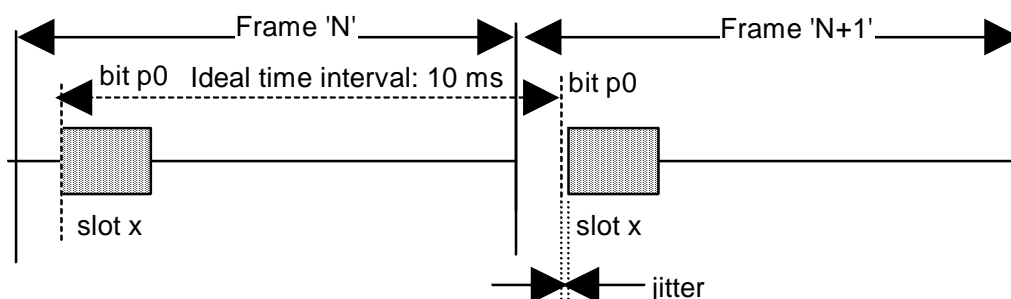 Frame 'N'
Frame 'N+1'
bit p0
Ideal time interval: 10 ms
bit p0
slot x
slot x
jitter